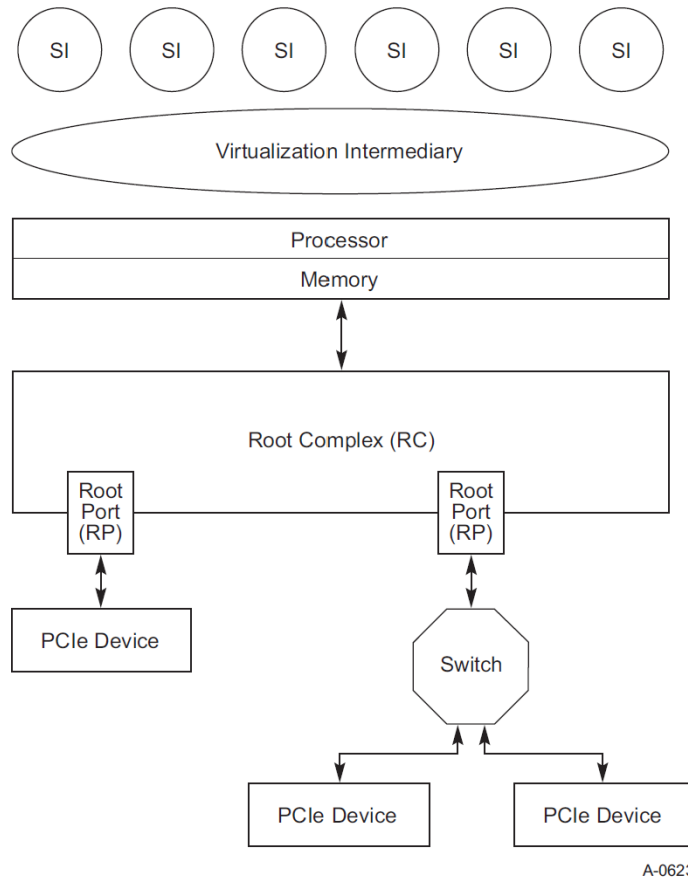 SI SI SI SI SI SI
Virtualization Intermediary
Processor
Memory
Root Complex (RC)
Root
Port
(RP)
Root
Port
(RP)
PCIe Device
Switch
PCIe Device
PCIe Device
A-0623